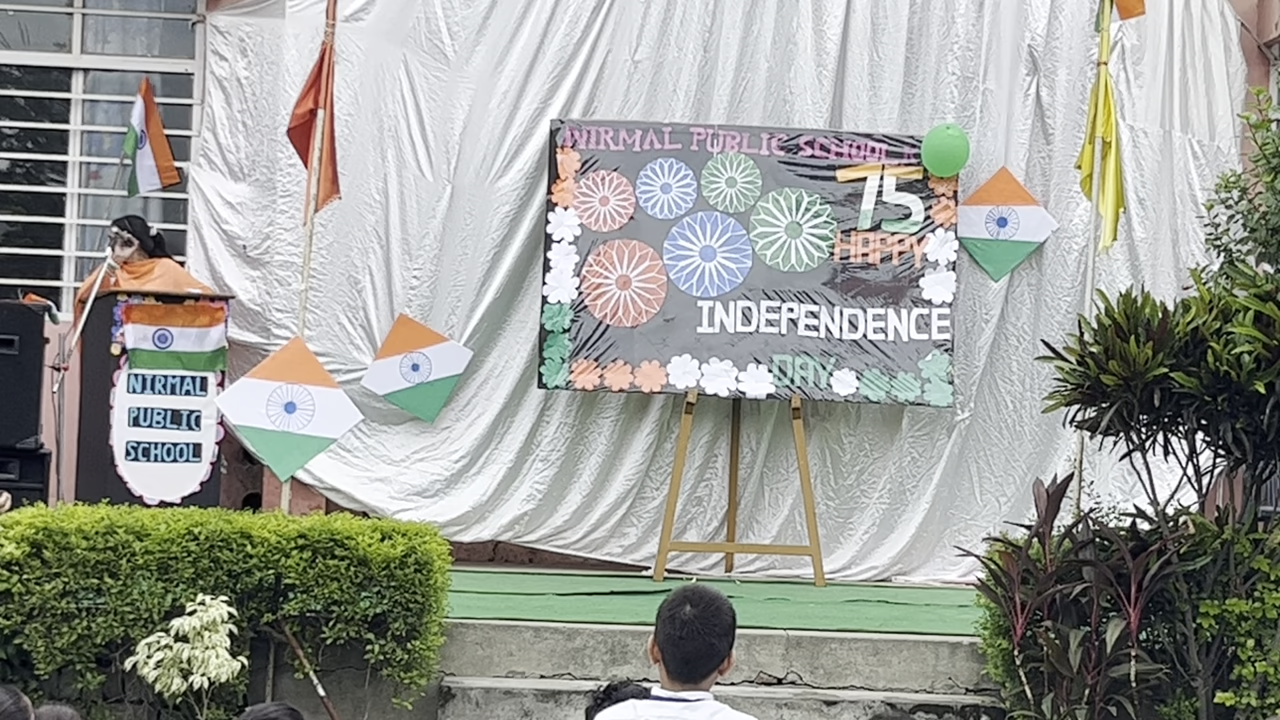 NIRMAL PUBLIC SCHOOL
75
HAPPY
INDEPENDENCE
DAY
NIRMAL
PUBLIC
SCHOOL